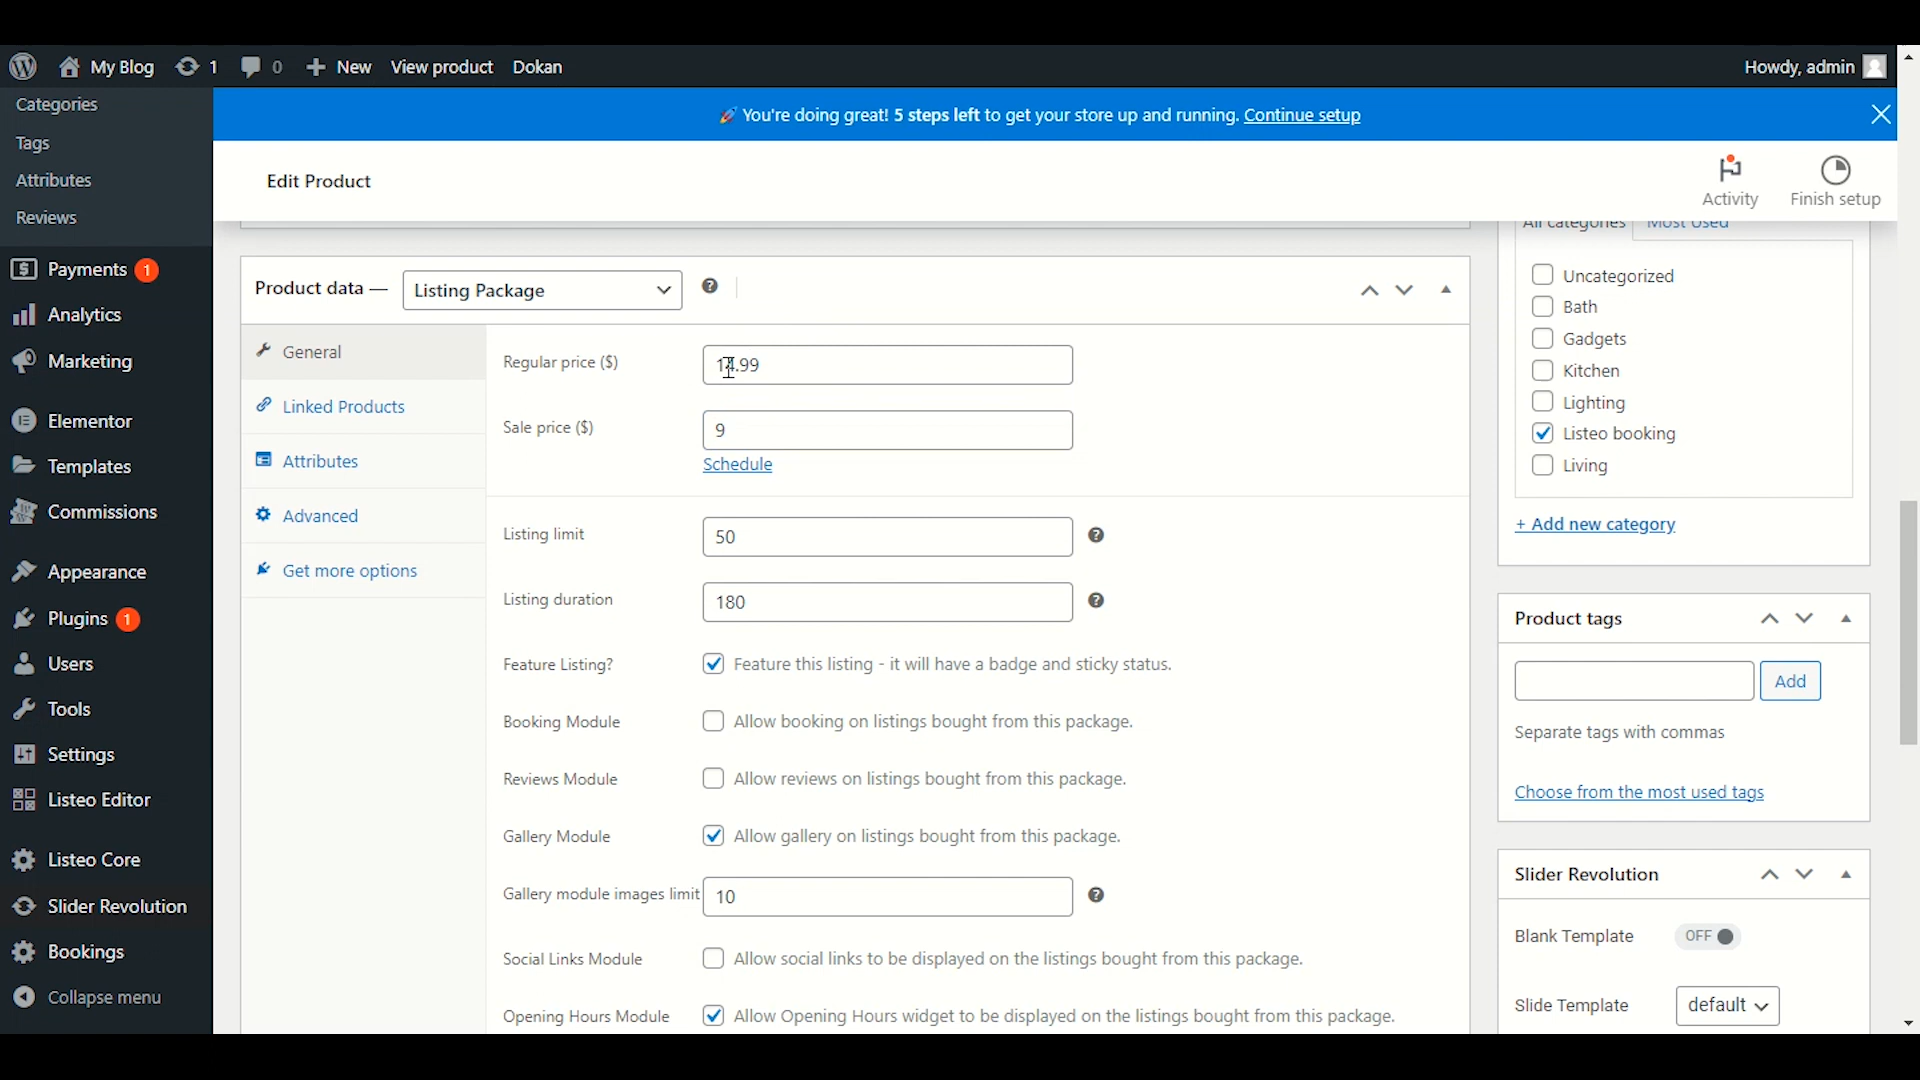 My Blog 1 0 New View product Dokan Howdy, admin
Categories
Tags
Attributes
Reviews
Payments 1
Analytics
Marketing
Elementor
Templates
Commissions
Appearance
Plugins 1
Users
Tools
Settings
Listeo Editor
Listeo Core
Slider Revolution
Bookings
Collapse menu
🚀 You're doing great! 5 steps left to get your store up and running. Continue setup
Edit Product
Activity
Finish setup
Product data — Listing Package
General
Linked Products
Attributes
Advanced
Get more options
Regular price ($)
Sale price ($) 9
Schedule
Listing limit 50
Listing duration 180
Feature Listing? Feature this listing - it will have a badge and sticky status.
Booking Module Allow booking on listings bought from this package.
Reviews Module Allow reviews on listings bought from this package.
Gallery Module Allow gallery on listings bought from this package.
Gallery module images limit 10
Social Links Module Allow social links to be displayed on the listings bought from this package.
Opening Hours Module Allow Opening Hours widget to be displayed on the listings bought from this package.
All categories Most Used
Uncategorized
Bath
Gadgets
Kitchen
Lighting
Listeo booking
Living
+ Add new category
Product tags
Add
Separate tags with commas
Choose from the most used tags
Slider Revolution
Blank Template OFF
Slide Template default